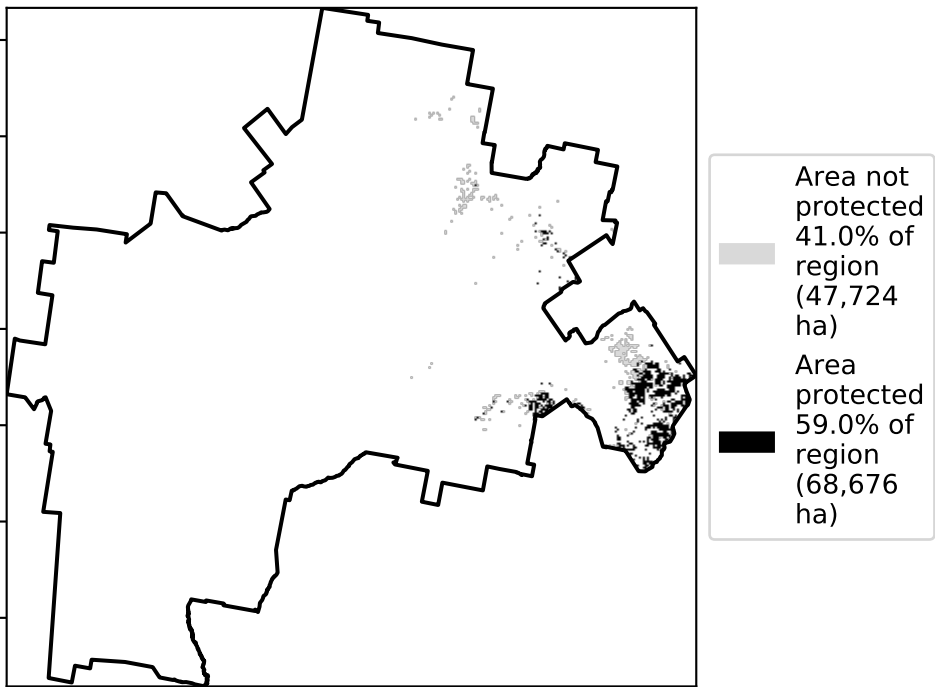 Area not
protected
41.0% of
region
(47,724
ha)
Area
protected
59.0% of
region
(68,676
ha)